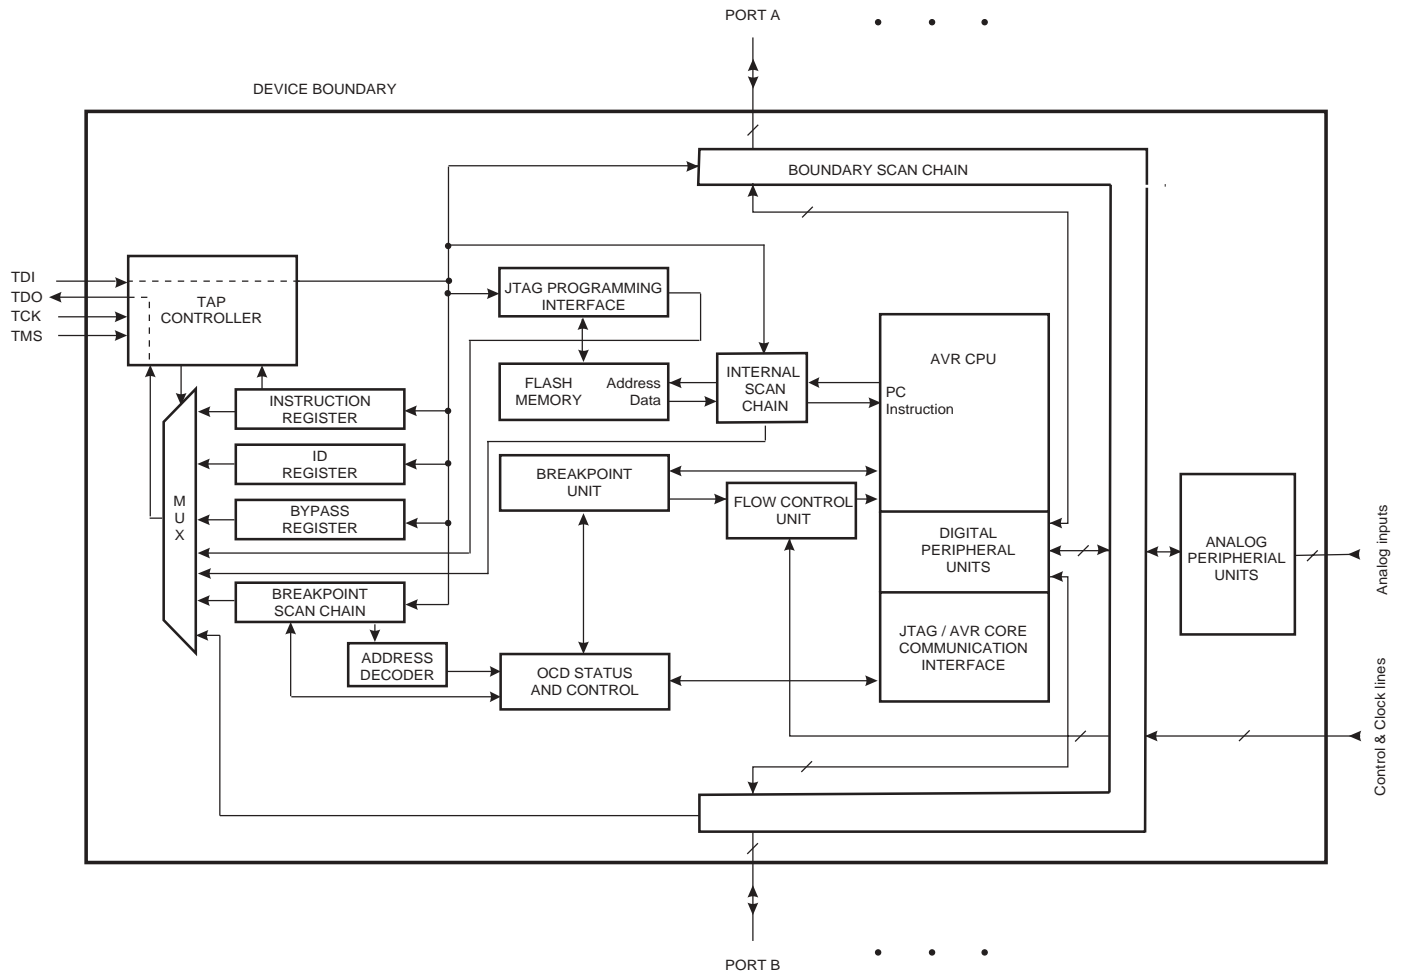 PORT A
DEVICE BOUNDARY
BOUNDARY SCAN CHAIN
TDI
TDO
TCK
TMS
TAP
CONTROLLER
JTAG PROGRAMMING
INTERFACE
AVR CPU
FLASH
MEMORY
Address
Data
INTERNAL
SCAN
CHAIN
PC
Instruction
INSTRUCTION
REGISTER
ID
REGISTER
BYPASS
REGISTER
M
U
X
BREAKPOINT
UNIT
FLOW CONTROL
UNIT
DIGITAL
PERIPHERAL
UNITS
ANALOG
PERIPHERIAL
UNITS
Analog inputs
BREAKPOINT
SCAN CHAIN
ADDRESS
DECODER
OCD STATUS
AND CONTROL
JTAG / AVR CORE
COMMUNICATION
INTERFACE
Control & Clock lines
PORT B